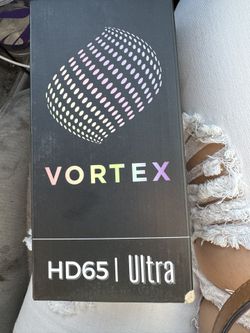 VORTEX
HD65 | Ultra